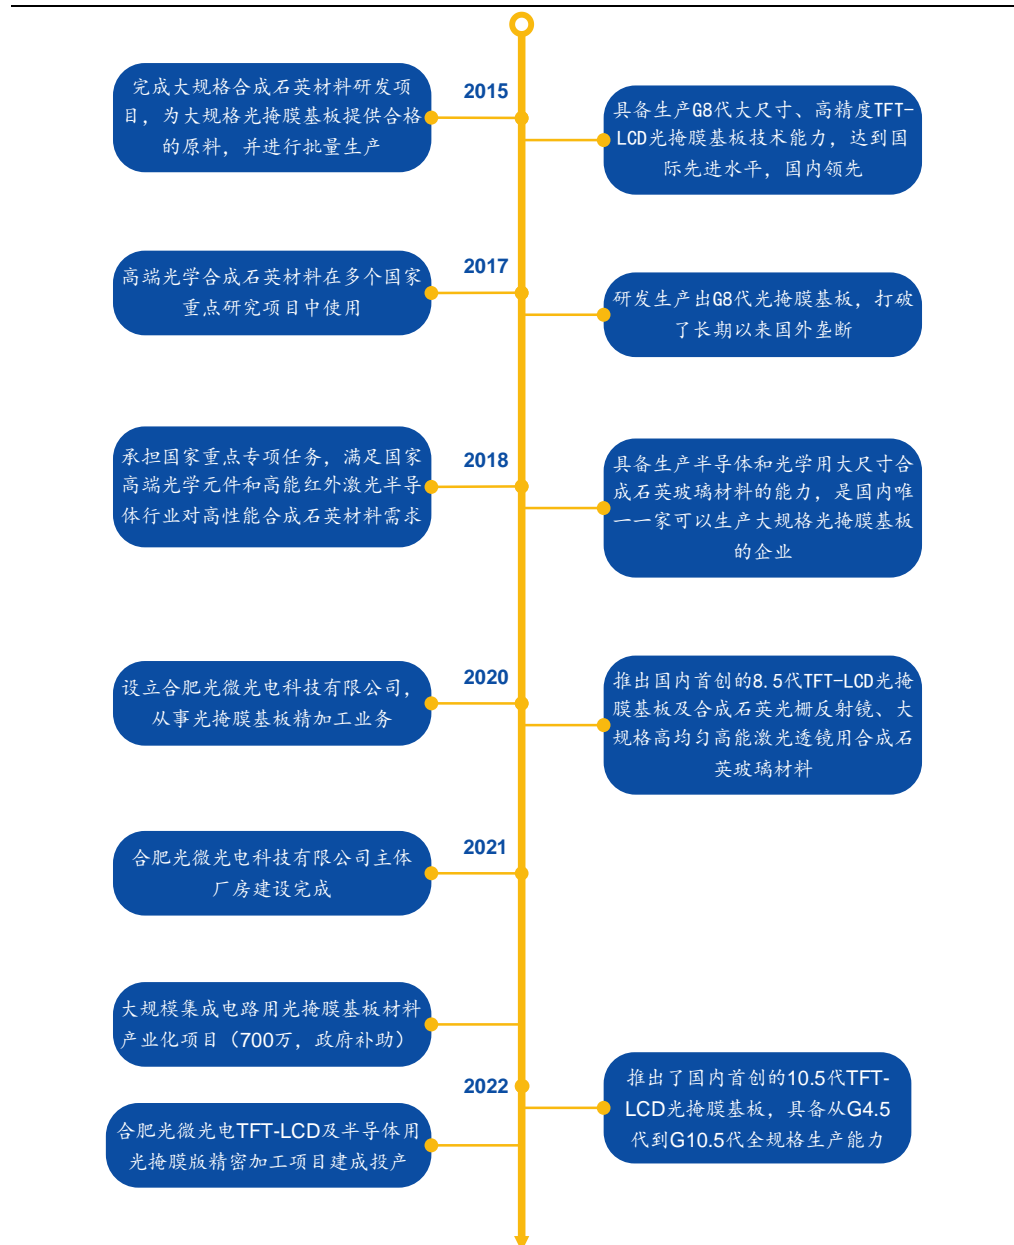 2015
完成大规格合成石英材料研发项
目，为大规格光掩膜基板提供合格
的原料，并进行批量生产
具备生产G8代大尺寸、高精度TFT-
LCD光掩膜基板技术能力，达到国
际先进水平，国内领先
2017
高端光学合成石英材料在多个国家
重点研究项目中使用
研发生产出G8代光掩膜基板，打破
了长期以来国外垄断
2018
承担国家重点专项任务，满足国家
高端光学元件和高能红外激光半导
体行业对高性能合成石英材料需求
具备生产半导体和光学用大尺寸合
成石英玻璃材料的能力，是国内唯
一一家可以生产大规格光掩膜基板
的企业
2020
设立合肥光微光电科技有限公司，
从事光掩膜基板精加工业务
推出国内首创的8.5代TFT-LCD光掩
膜基板及合成石英光栅反射镜、大
规格高均匀高能激光透镜用合成石
英玻璃材料
2021
合肥光微光电科技有限公司主体
厂房建设完成
大规模集成电路用光掩膜基板材料
产业化项目（700万，政府补助）
2022
合肥光微光电TFT-LCD及半导体用
光掩膜版精密加工项目建成投产
推出了国内首创的10.5代TFT-
LCD光掩膜基板，具备从G4.5
代到G10.5代全规格生产能力